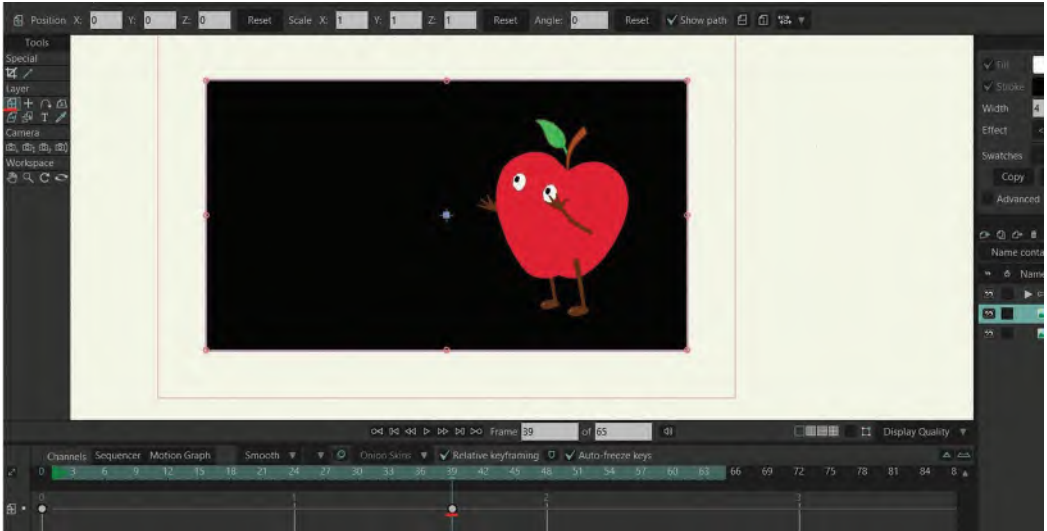 Position X: 0 Y: 0 Z: 0 Reset Scale X: 1 Y: 1 Z: 1 Reset Angle: 0 Reset Show path
Tools
Special
Layer
T
Camera
Workspace
Fill
Stroke
Width 4
Effect
Swatches
Copy
Advanced
Name conta
Name
Frame 39 of 65 Display Quality
Channels Sequencer Motion Graph Smooth Onion Skins Relative keyframing Auto-freeze keys
0 3 6 9 12 15 18 21 24 27 30 33 36 39 42 45 48 51 54 57 60 63 66 69 72 75 78 81 84 8
0 1 2 3